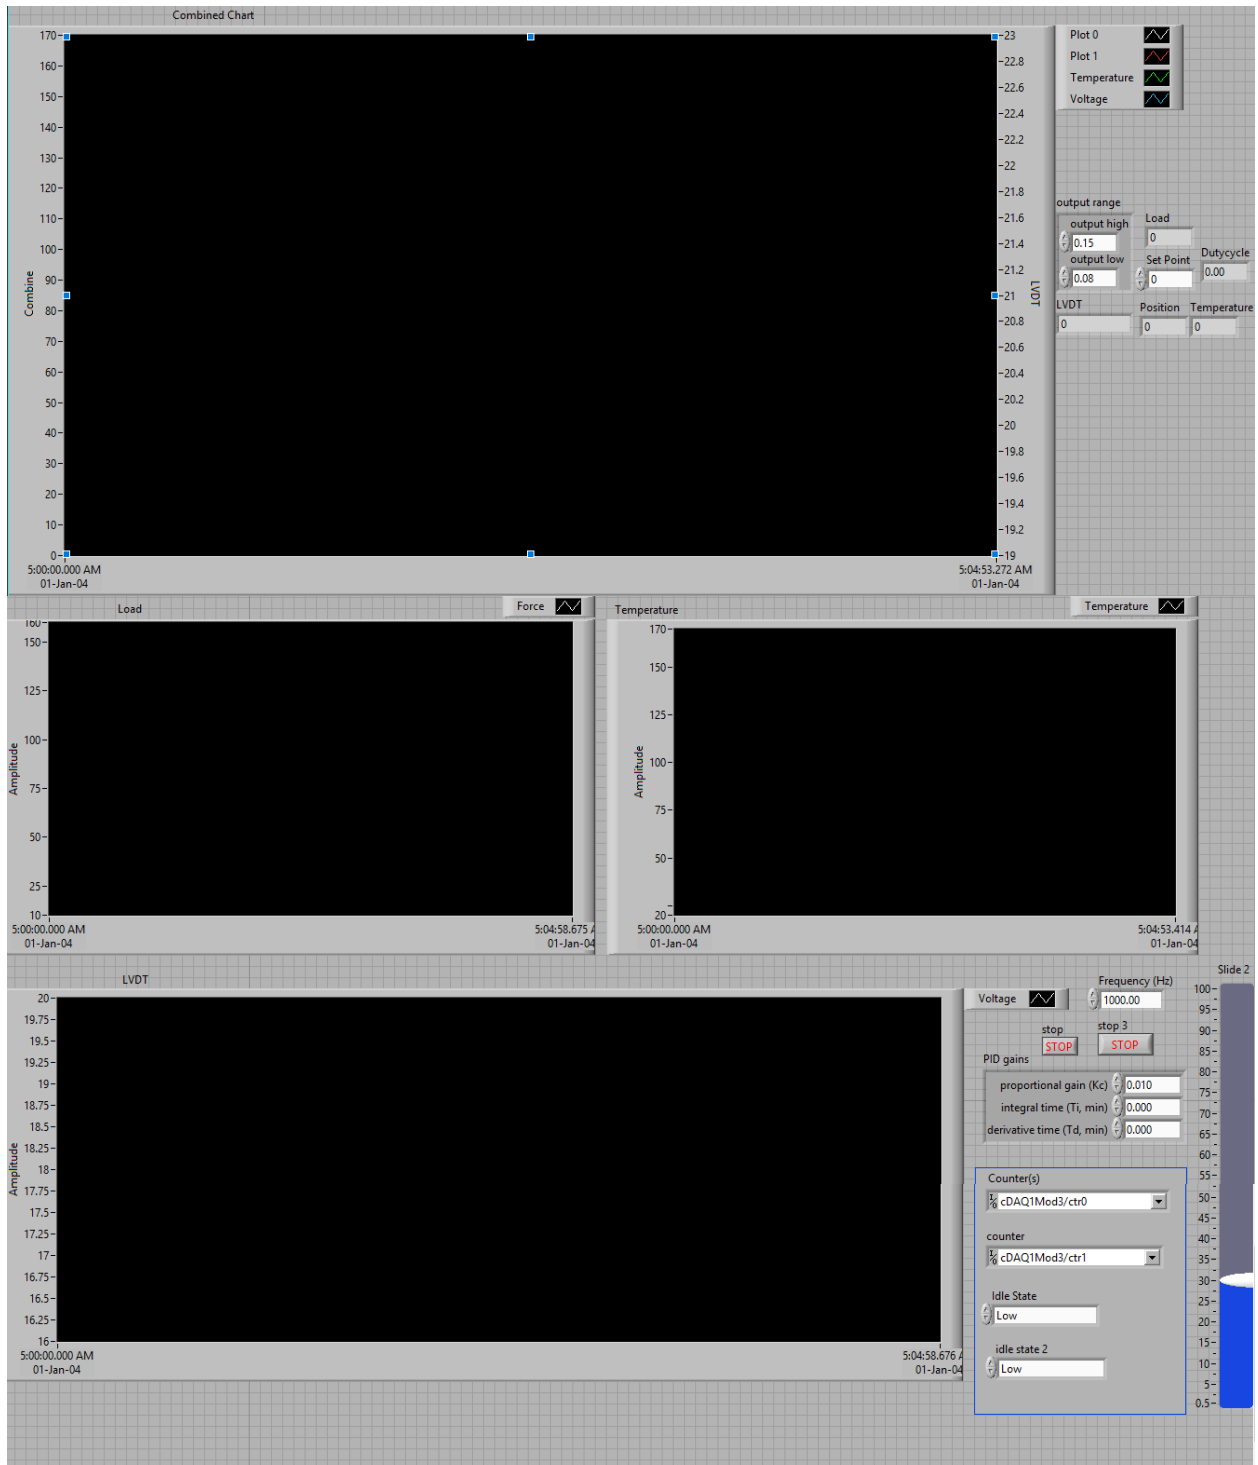 Combined Chart
170
160
150
140
130
120
110
100
90
80
70
60
50
40
30
20
10
0
Combine
23
22.8
22.6
22.4
22.2
22
21.8
21.6
21.4
21.2
21
20.8
20.6
20.4
20.2
20
19.8
19.6
19.4
19.2
19
LVDT
5:00:00.000 AM
01-Jan-04
5:04:53.272 AM
01-Jan-04
Plot 0
Plot 1
Temperature
Voltage
output range
output high
0.15
output low
0.08
Load
0
Set Point
0
Dutycycle
0.00
LVDT
0
Position
0
Temperature
0
Load
Force
160
150
125
100
75
50
25
10
Amplitude
5:00:00.000 AM
01-Jan-04
5:04:58.675
01-Jan-04
Temperature
Temperature
170
150
125
100
75
50
20
Amplitude
5:00:00.000 AM
01-Jan-04
5:04:53.414
01-Jan-04
LVDT
20
19.75
19.5
19.25
19
18.75
18.5
18.25
18
17.75
17.5
17.25
17
16.75
16.5
16.25
16
Amplitude
5:00:00.000 AM
01-Jan-04
5:04:58.676
01-Jan-04
Voltage
Frequency (Hz)
1000.00
stop
STOP
stop 3
STOP
PID gains
proportional gain (Kc) 0.010
integral time (Ti, min) 0.000
derivative time (Td, min) 0.000
Counter(s)
cDAQ1Mod3/ctr0
counter
cDAQ1Mod3/ctr1
Idle State
Low
idle state 2
Low
Slide 2
100
95
90
85
80
75
70
65
60
55
50
45
40
35
30
25
20
15
10
5
0.5